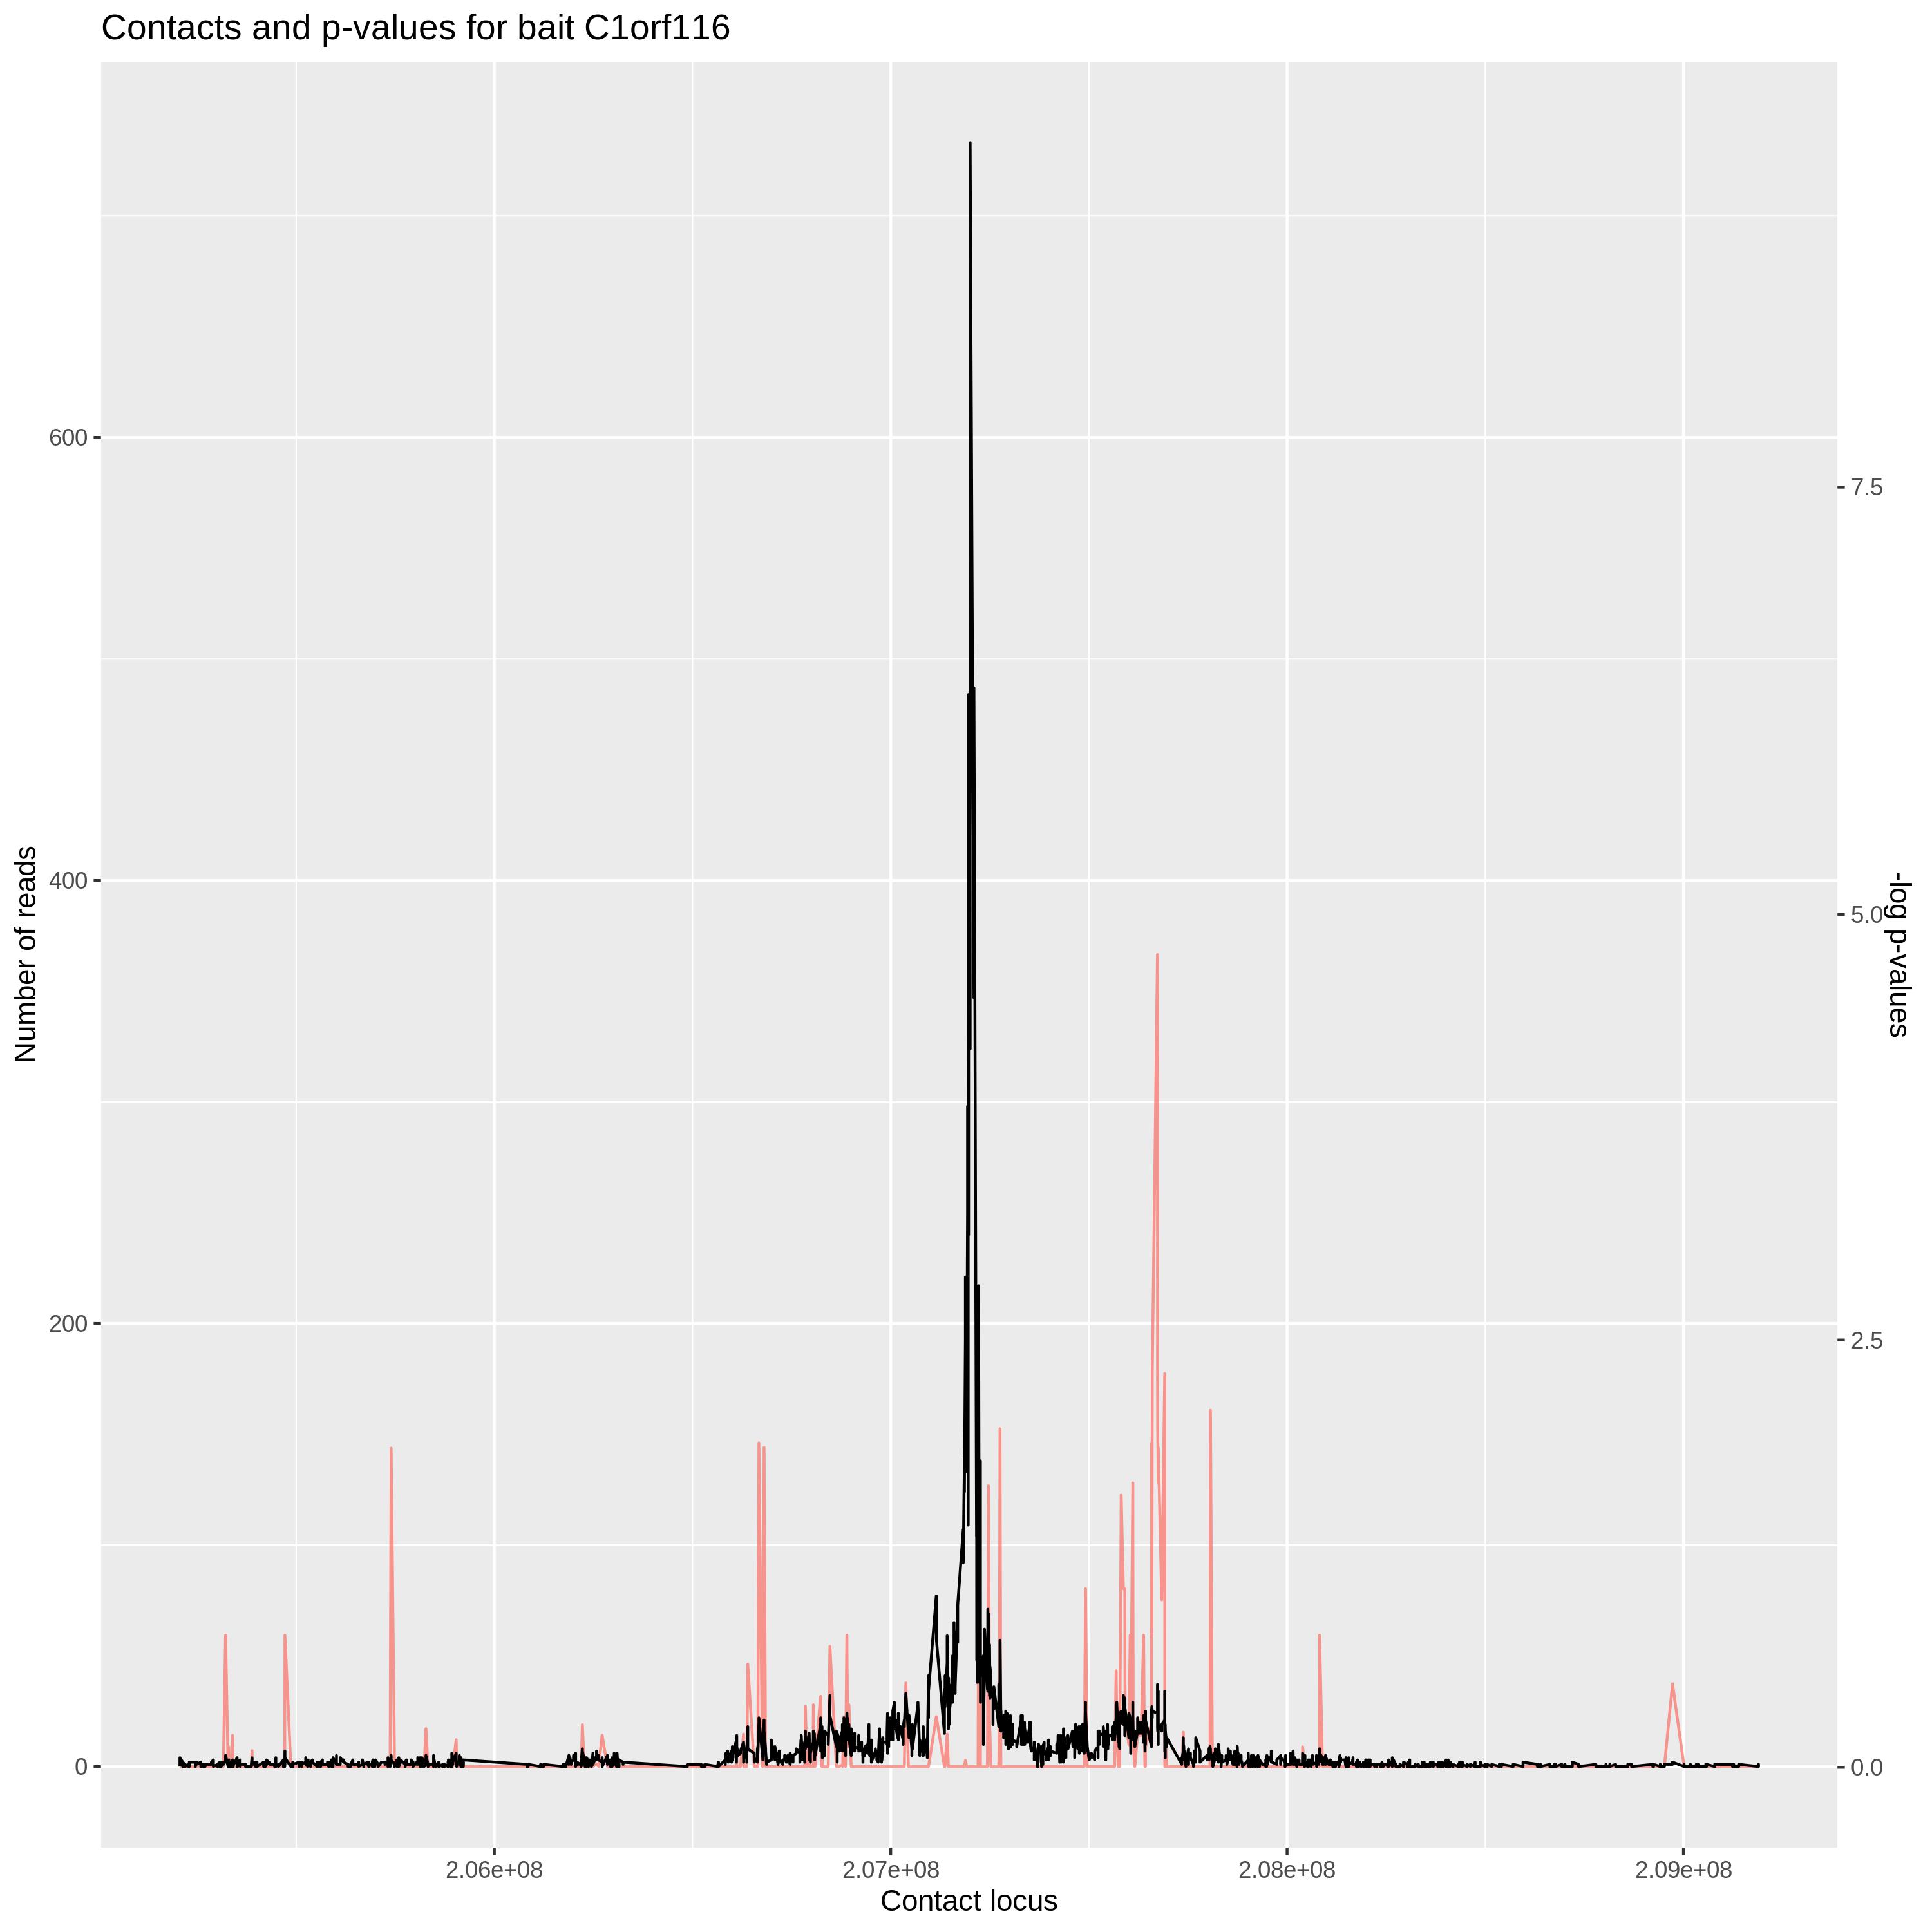 Contacts and p-values for bait C1orf116
Number of reads
600
400
200
0
7.5
5.0
2.5
0.0
-log p-values
2.06e+08
2.07e+08
2.08e+08
2.09e+08
Contact locus